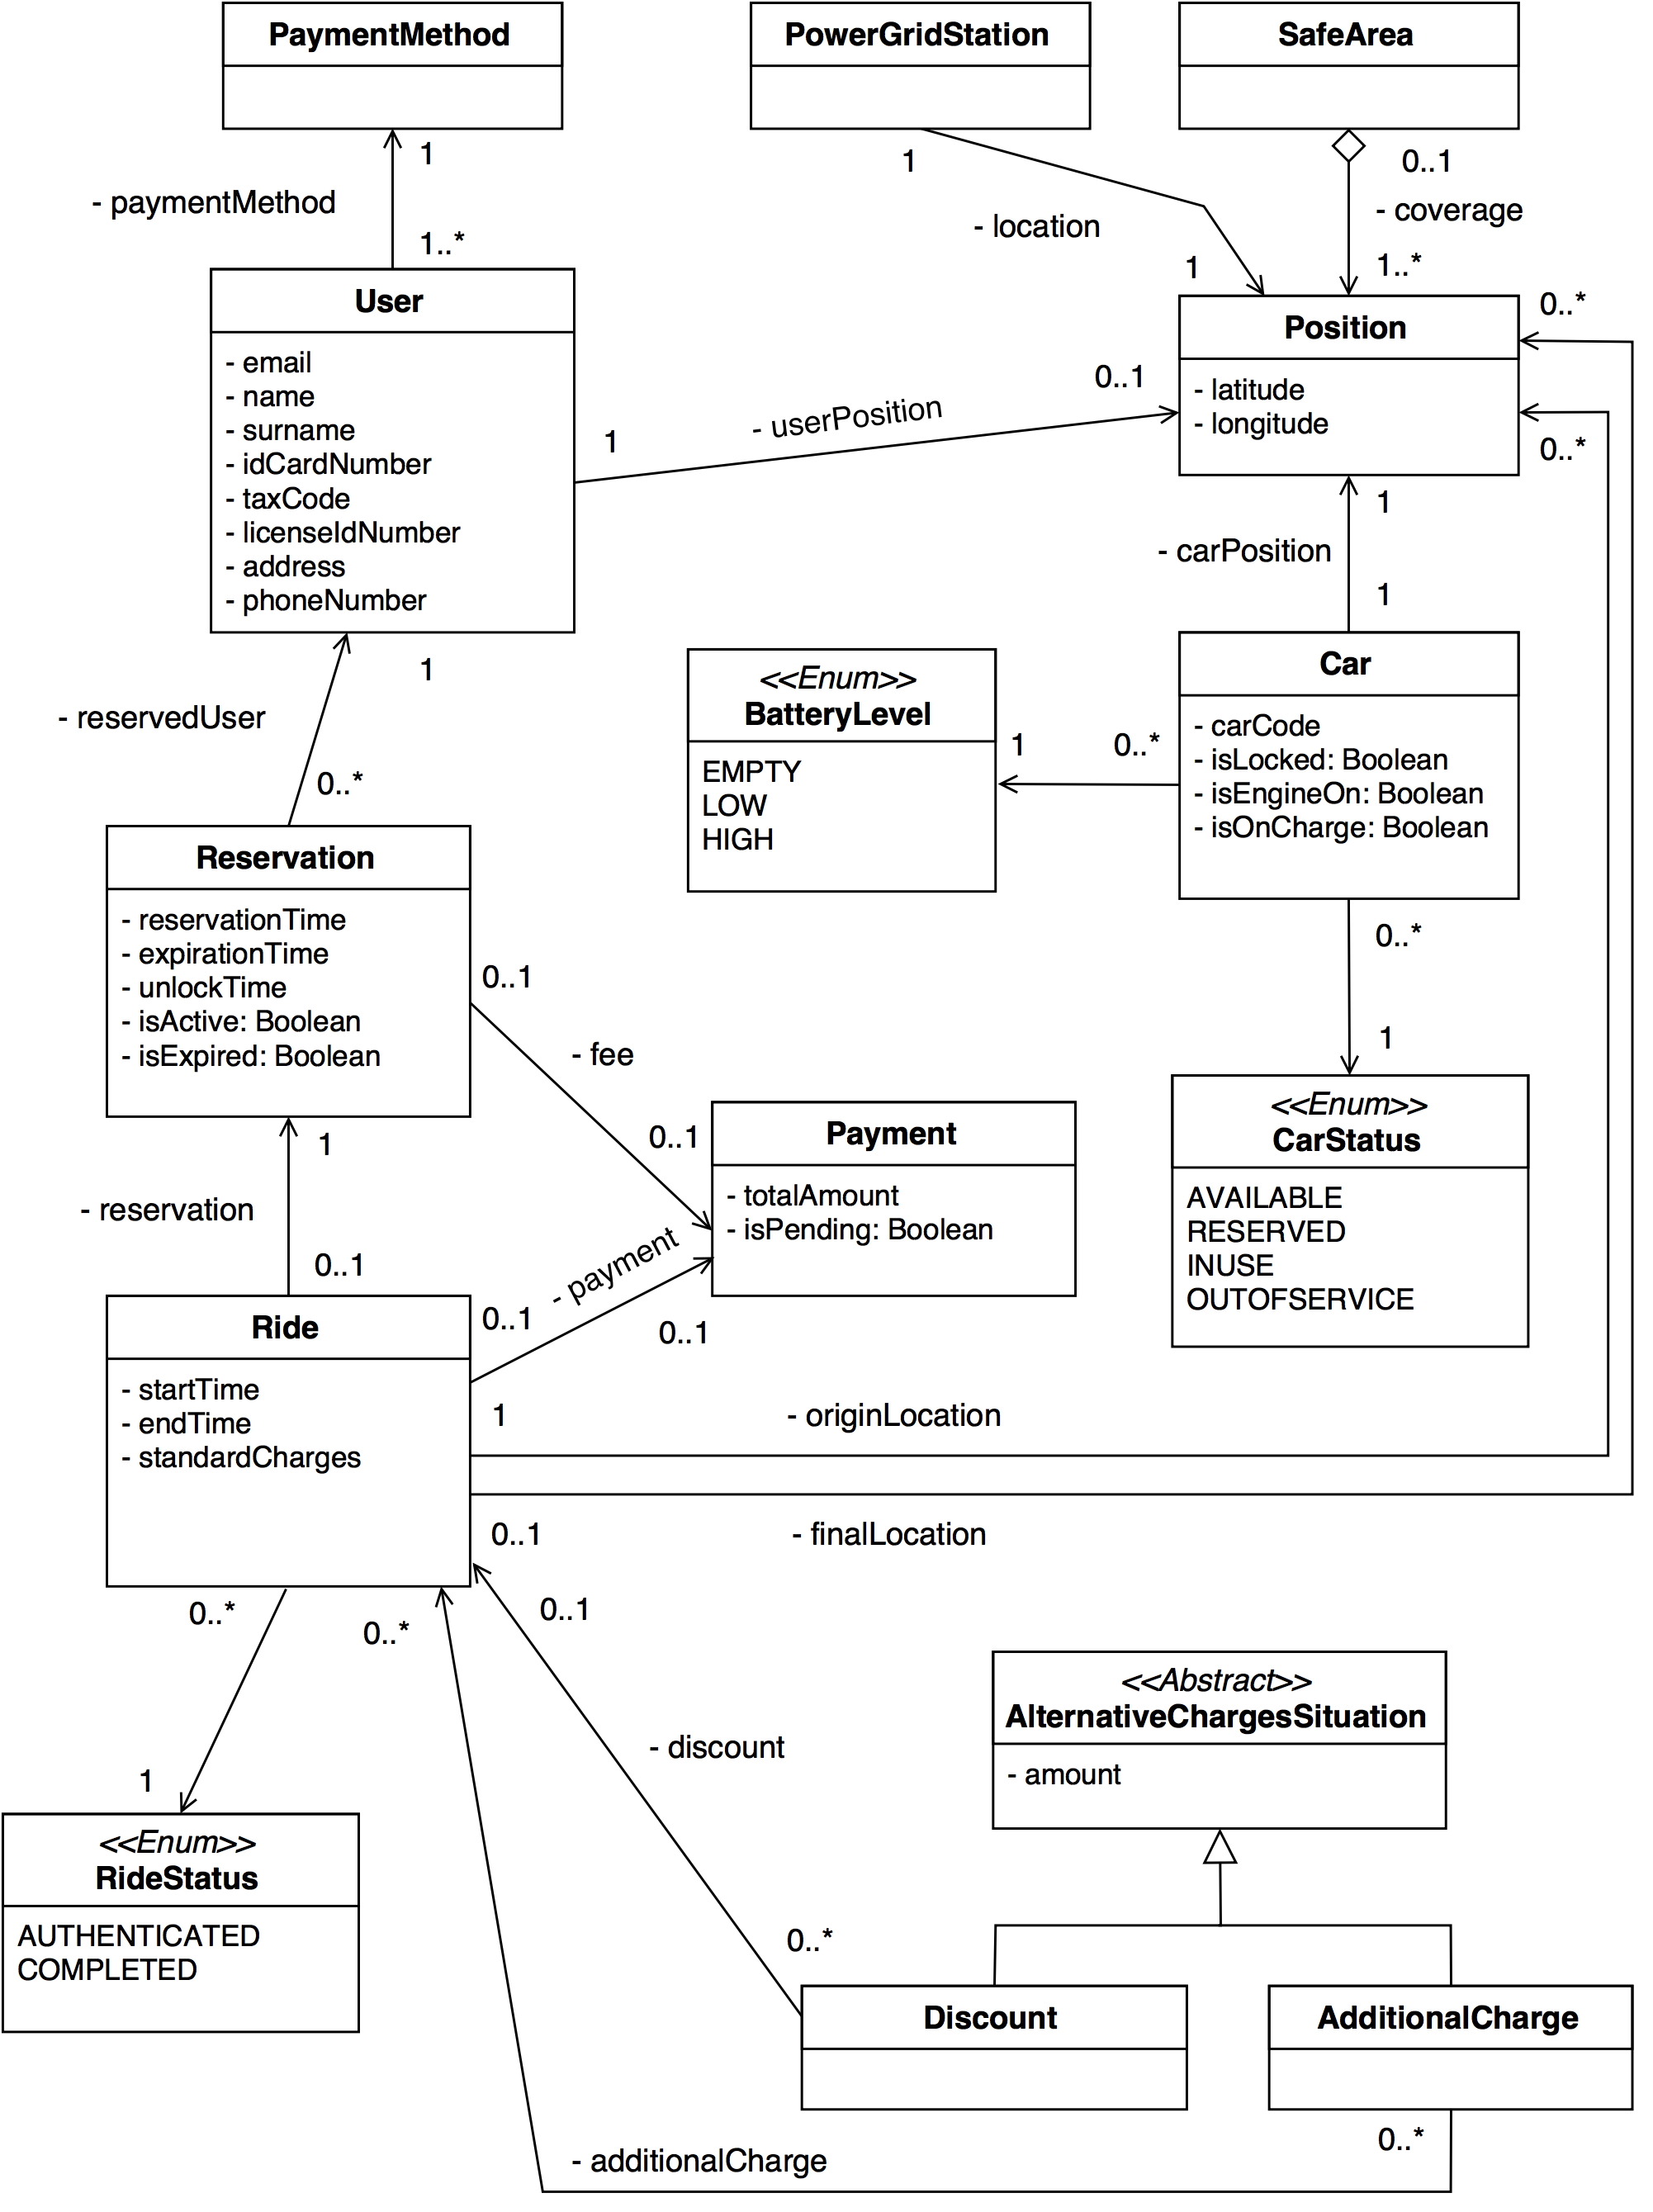 PaymentMethod
PowerGridStation
SafeArea
1
1
0..1
- paymentMethod
- location
- coverage
1..*
1
1..*
User
- email
- name
- surname
- idCardNumber
- taxCode
- licenseIdNumber
- address
- phoneNumber
Position
- latitude
- longitude
0..*
0..*
0..1
- userPosition
1
1
- carPosition
1
1
- reservedUser
0..*
<<Enum>>
BatteryLevel
EMPTY
LOW
HIGH
1
0..*
Car
- carCode
- isLocked: Boolean
- isEngineOn: Boolean
- isOnCharge: Boolean
Reservation
- reservationTime
- expirationTime
- unlockTime
- isActive: Boolean
- isExpired: Boolean
0..1
- fee
0..1
0..*
1
1
- reservation
0..1
Payment
- totalAmount
- isPending: Boolean
<<Enum>>
CarStatus
AVAILABLE
RESERVED
INUSE
OUTOFSERVICE
- payment
0..1
0..1
Ride
- startTime
- endTime
- standardCharges
1
- originLocation
0..1
- finalLocation
0..*
0..*
0..1
1
- discount
<<Abstract>>
AlternativeChargesSituation
- amount
<<Enum>>
RideStatus
AUTHENTICATED
COMPLETED
0..*
Discount
AdditionalCharge
0..*
- additionalCharge